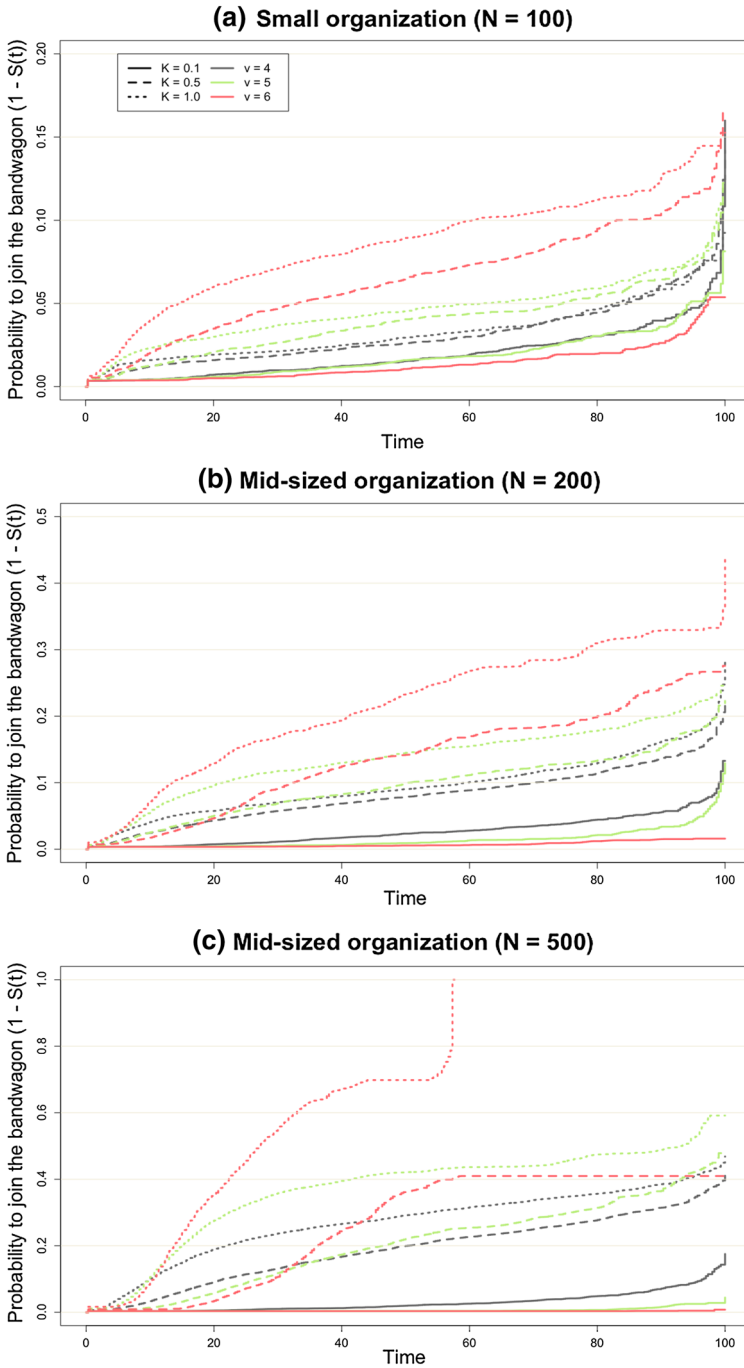 (a) Small organization (N = 100)
Probability to join the bandwagon (1 - S(t))
0.20
0.15
0.10
0.05
0.00
K = 0.1 v = 4
K = 0.5 v = 5
K = 1.0 v = 6
0 20 40 60 80 100
Time
(b) Mid-sized organization (N = 200)
Probability to join the bandwagon (1 - S(t))
0.5
0.4
0.3
0.2
0.1
0.0
0 20 40 60 80 100
Time
(c) Mid-sized organization (N = 500)
Probability to join the bandwagon (1 - S(t))
1.0
0.8
0.6
0.4
0.2
0.0
0 20 40 60 80 100
Time